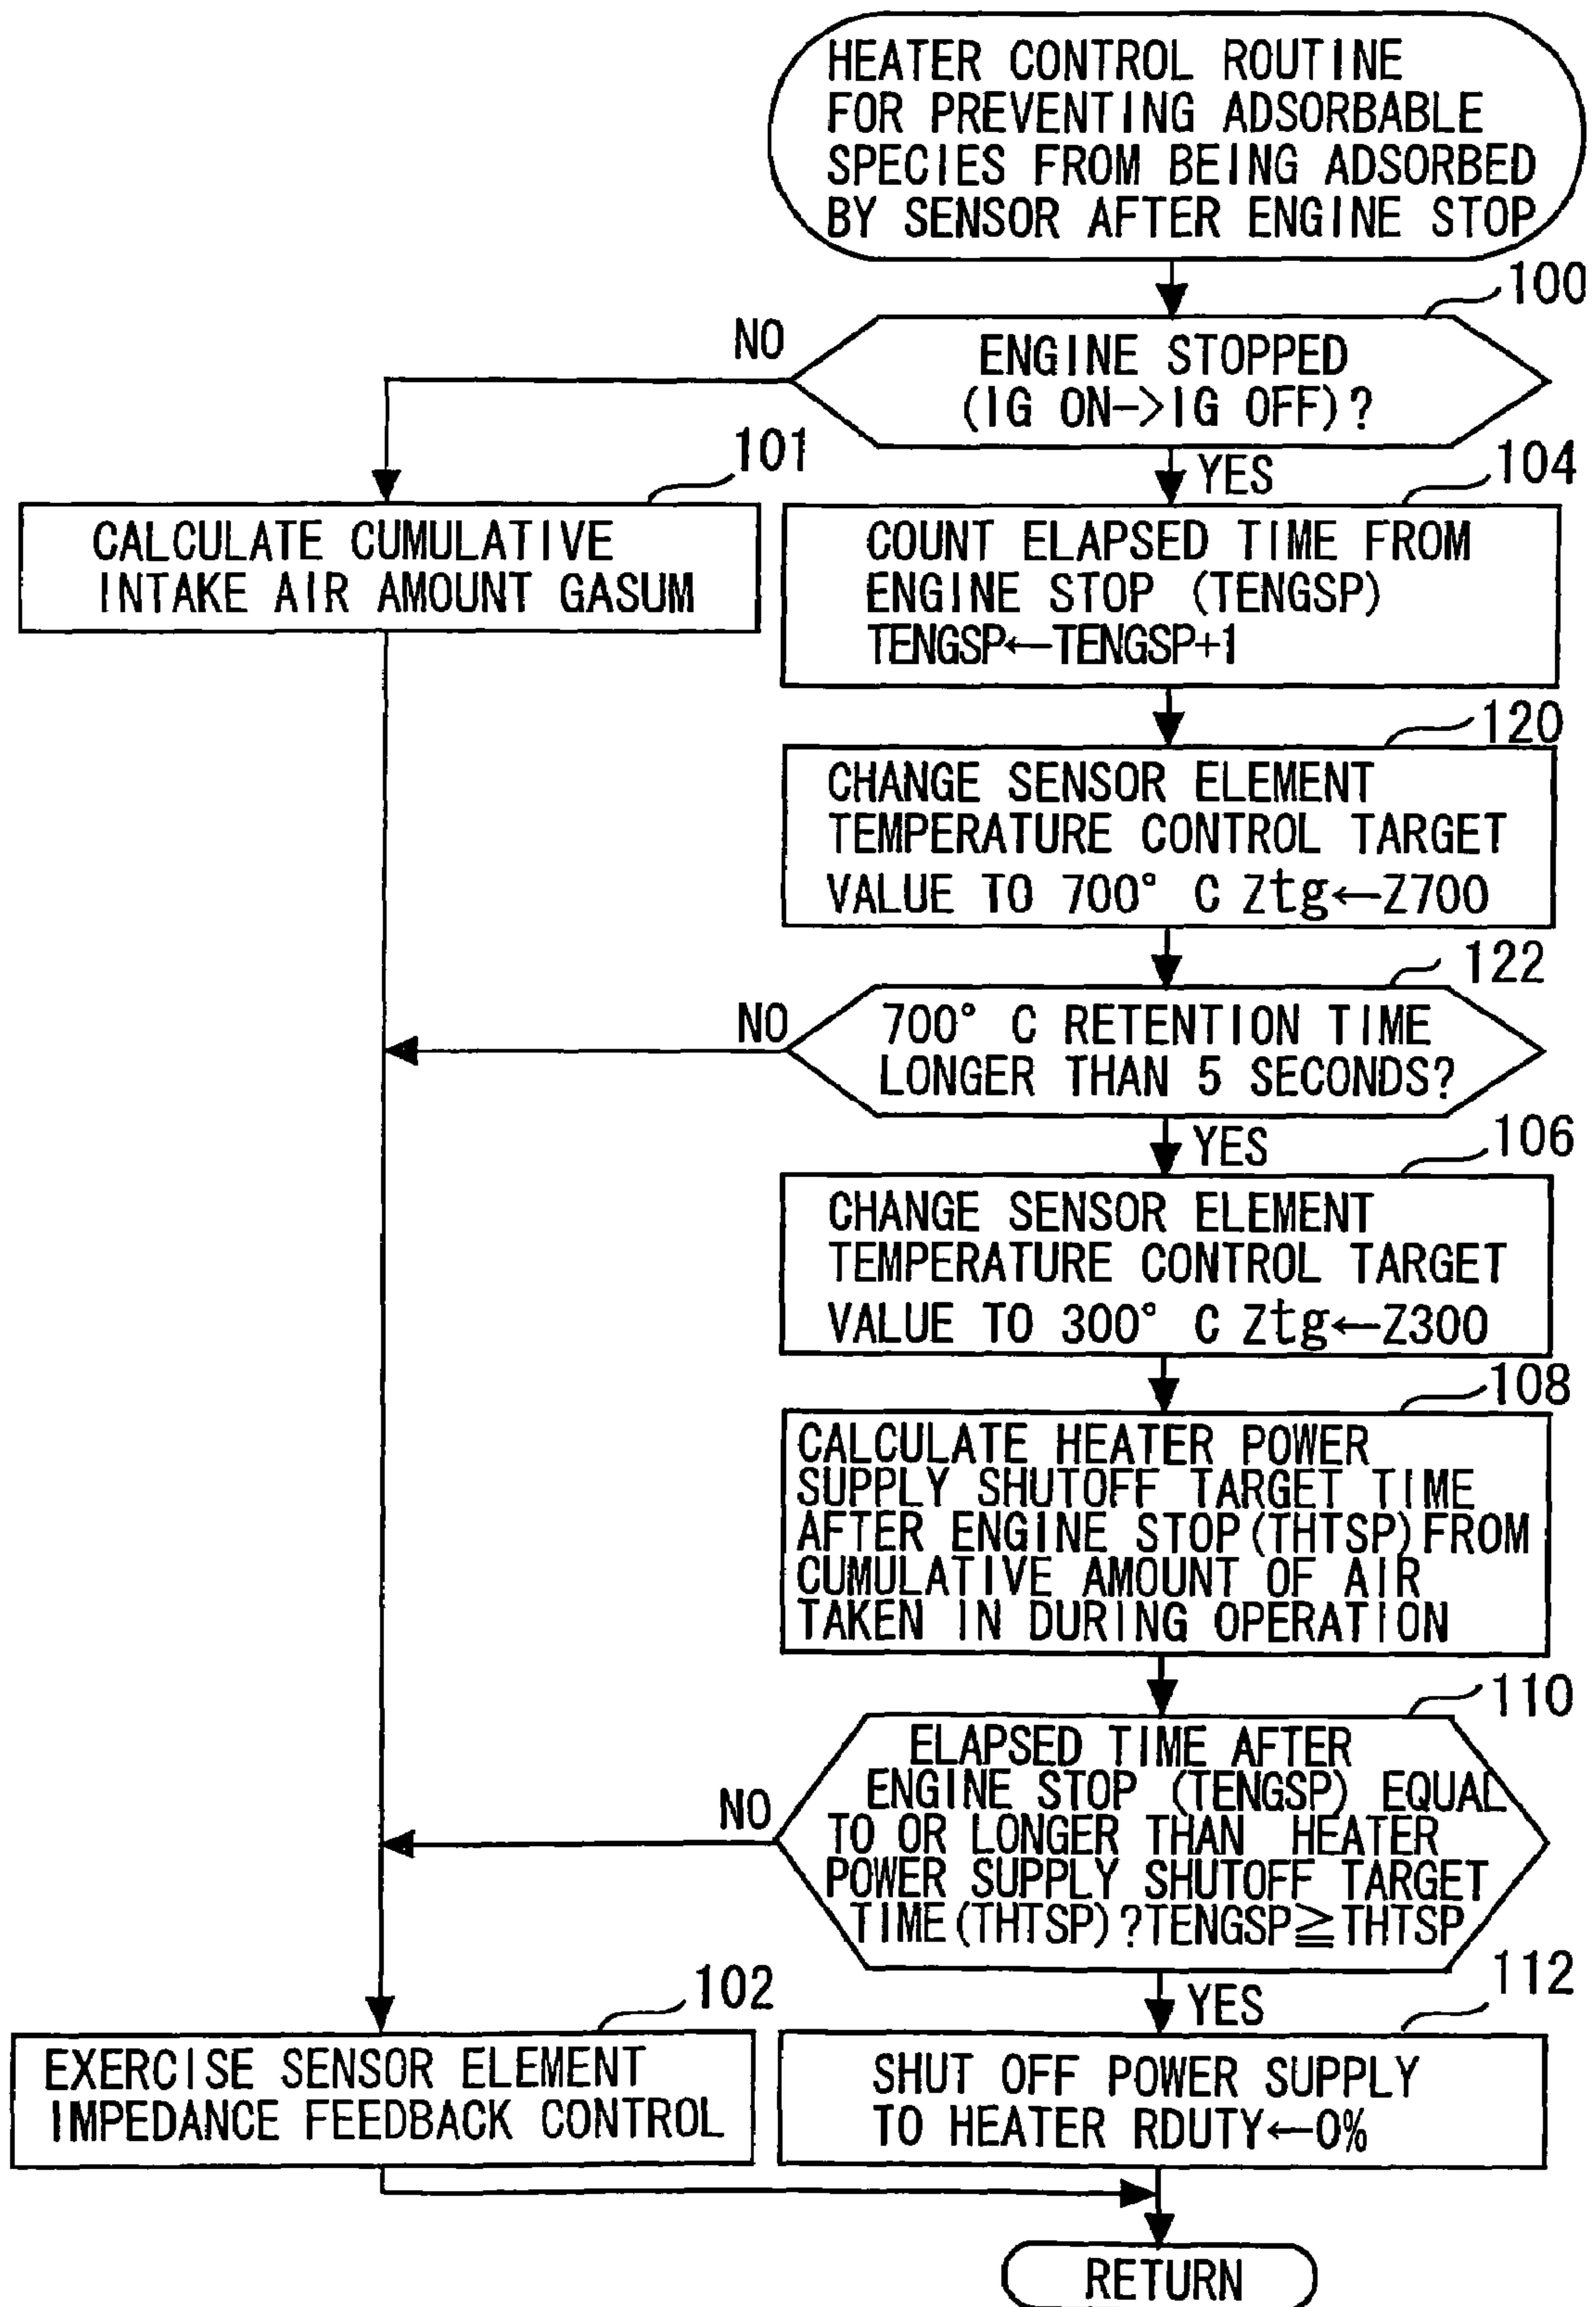 HEATER CONTROL ROUTINE
FOR PREVENTING ADSORBABLE
SPECIES FROM BEING ADSORBED
BY SENSOR AFTER ENGINE STOP
100
NO
ENGINE STOPPED
(IG ON->IG OFF)?
101
YES
104
CALCULATE CUMULATIVE
INTAKE AIR AMOUNT GASUM
COUNT ELAPSED TIME FROM
ENGINE STOP (TENGSP)
TENGSP←TENGSP+1
120
CHANGE SENSOR ELEMENT
TEMPERATURE CONTROL TARGET
VALUE TO 700° C Ztg←Z700
122
NO
700° C RETENTION TIME
LONGER THAN 5 SECONDS?
YES
106
CHANGE SENSOR ELEMENT
TEMPERATURE CONTROL TARGET
VALUE TO 300° C Ztg←Z300
108
CALCULATE HEATER POWER
SUPPLY SHUTOFF TARGET TIME
AFTER ENGINE STOP(THTSP)FROM
CUMULATIVE AMOUNT OF AIR
TAKEN IN DURING OPERATION
110
NO
ELAPSED TIME AFTER
ENGINE STOP (TENGSP) EQUAL
TO OR LONGER THAN HEATER
POWER SUPPLY SHUTOFF TARGET
TIME(THTSP)?TENGSP≧THTSP
102
YES
112
EXERCISE SENSOR ELEMENT
IMPEDANCE FEEDBACK CONTROL
SHUT OFF POWER SUPPLY
TO HEATER RDUTY←0%
RETURN